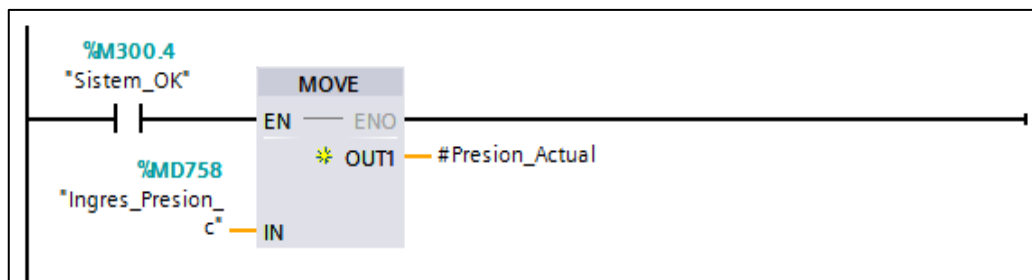 %M300.4
"Sistem_OK"
MOVE
EN
ENO
OUT1
#Presion_Actual
%MD758
"Ingres_Presion_
c"
IN